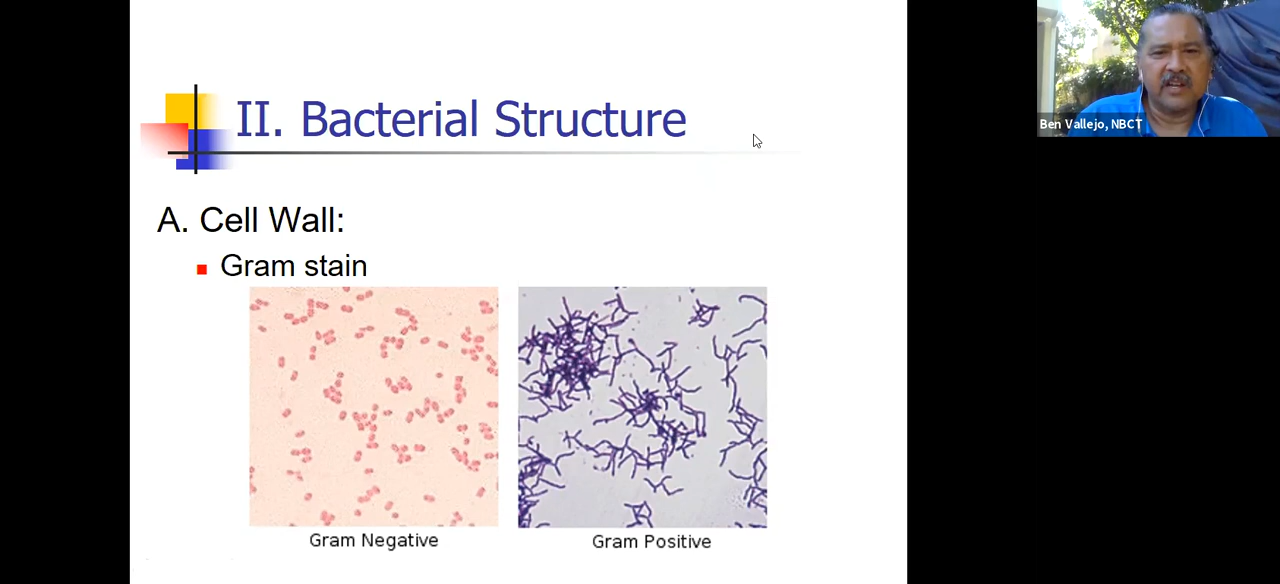 II. Bacterial Structure
Ben Vallejo, NBCT
A. Cell Wall:
Gram stain
Gram Negative
Gram Positive